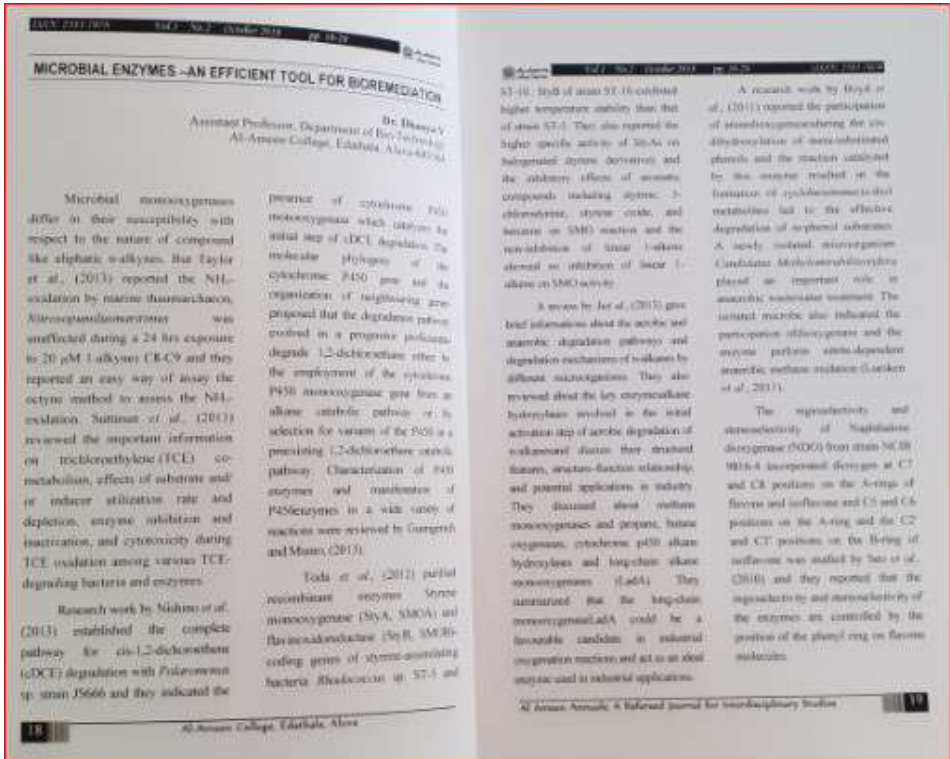 Vol 1 No.2 October 2018 pp. 18-28
MICROBIAL ENZYMES –AN EFFICIENT TOOL FOR BIOREMEDIATION
Dr. Dhanya V
Assistant Professor, Department of Bio-Technology
Al-Ameen College, Edathala, Aluva
Microbial monooxygenases
differ in their susceptibility with
respect to the nature of compound
like aliphatic n-alkynes. But Taylor
et al., (2013) reported the NH3-
oxidation by marine thaumarchaeon,
Nitrosopumilusmaritimus was
unaffected during a 24 hrs exposure
to 20 µM 1-alkynes C8-C9 and they
reported an easy way of assay the
octyne method to assess the NH3-
oxidation. Suttinun et al., (2013)
reviewed the important information
on trichloroethylene (TCE) co-
metabolism, effects of substrate and/
or inducer utilization rate and
depletion, enzyme inhibition and
inactivation, and cytotoxicity during
TCE oxidation among various TCE-
degrading bacteria and enzymes.
Research work by Nishino et al.
(2013) established the complete
pathway for cis-1,2-dichoroethene
(cDCE) degradation with Polaromonas
sp. strain JS666 and they indicated the
presence of cytochrome P450
monooxygenase which catalyzes the
initial step of cDCE degradation. The
molecular phylogeny of the
cytochrome P450 gene and the
organization of neighbouring genes
proposed that the degradation pathway
evolved in a progenitor proficient
degrade 1,2-dichloroethane either by
the employment of the cytochrome
P450 monooxygenase gene from an
alkane catabolic pathway or by
selection for variants of the P450 in a
preexisting 1,2-dichloroethane catabolic
pathway. Characterization of P450
enzymes and manifestation of
P450enzymes in a wide variety of
reactions were reviewed by Guengerich
and Munro, (2013).
Toda et al., (2012) purified
recombinant enzymes Styrene
monooxygenase (StyA, SMOA) and
flavinoxidoreductase (StyB, SMOB)-
coding genes of styrene-assimilating
bacteria Rhodococcus sp. ST-5 and
18
Al-Ameen College, Edathala, Aluva
Vol 1 No.2 October 2018 pp. 18-28
ST-10. StyB of strain ST-10 exhibited
higher temperature stability than that
of strain ST-5. They also reported the
higher specific activity of StyAs on
halogenated styrene derivatives and
the inhibitory effects of aromatic
compounds including styrene, 3-
chlorostyrene, styrene oxide, and
benzene on SMO reaction and the
non-inhibition of linear 1-alkene
showed no inhibition of linear 1-
alkene on SMO activity.
A review by Ji et al., (2013) gave
brief informations about the aerobic and
anaerobic degradation pathways and
degradation mechanisms of n-alkanes by
different microorganisms. They also
reviewed about the key enzymealkane
hydroxylases involved in the initial
activation step of aerobic degradation of
n-alkanesand discuss their structural
features, structure-function relationship,
and potential applications in industry.
They discussed about methane
monooxygenases and propane, butane
oxygenases, cytochrome p450 alkane
hydroxylases and long-chain alkane
monooxygenases (LadA). They
summarized that the long-chain
monooxygenaseLadA could be a
favourable candidate in industrial
oxygenation reactions and act as an ideal
enzyme used in industrial applications.
A research work by Boyd et
al., (2011) reported the participation
of arenedioxygenaseduring the cis-
dihydroxylation of meta-substituted
phenols and the reaction catalyzed
by this enzyme resulted in the
formation of
metabolites led to the effective
degradation of m-phenol substrates.
A newly isolated microorganism
Candidatus
played an important role in
anaerobic wastewater treatment. The
isolated microbe also indicated the
participation ofdioxygenase and the
enzyme perform nitrite-dependent
anaerobic methane oxidation (Luesken
et al., 2011).
The regioselectivity and
stereoselectivity of Naphthalene
dioxygenase (NDO) from strain NCIB
9816-4 incorporated dioxygen at C7
and C8 positions on the A-rings of
flavone and isoflavone and C5 and C6
positions on the A-ring and the C2'
and C3' positions on the B-ring of
isoflavone was studied by Seo et al.,
(2010) and they reported that the
regioselectivity and stereoselectivity of
the enzymes are controlled by the
position of the phenyl ring on flavone
molecules.
Al Ameen Annuals; A Refereed Journal for Interdisciplinary Studies
19